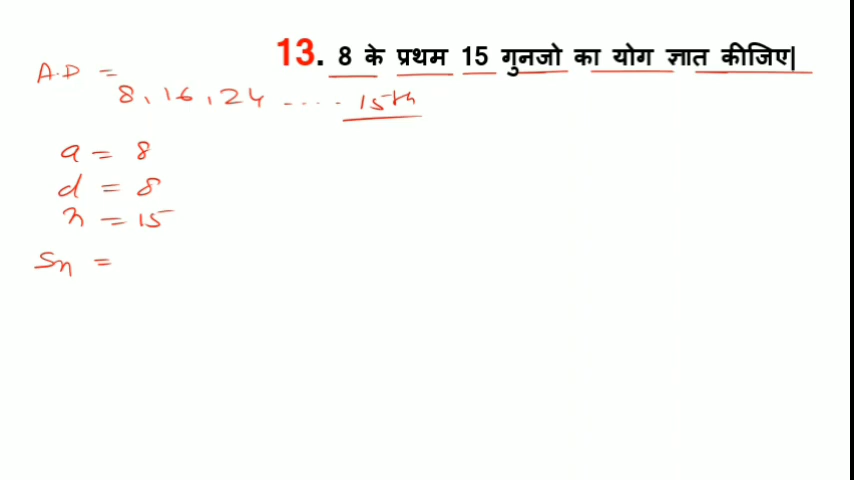 13. 8 के प्रथम 15 गुनजो का योग ज्ञात कीजिए|
A.P =
8, 16, 24 ..... 15th
a = 8
d = 8
n = 15
Sn =